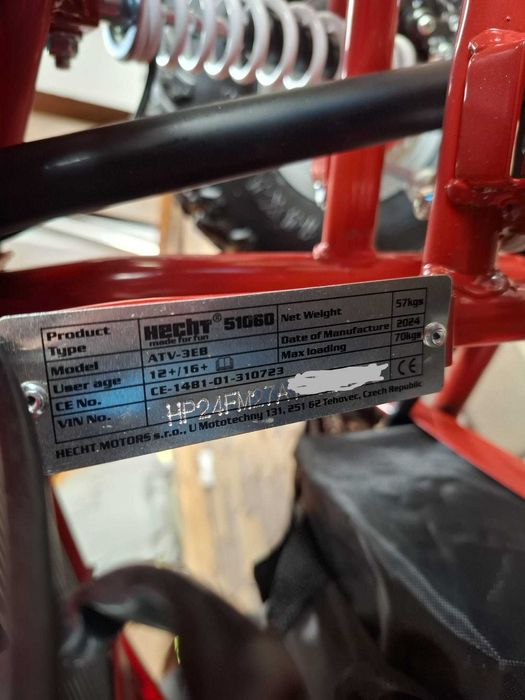 Product HECHT® 51060 Net Weight 57kgs
made for fun
Type Date of Manufacture 2024
Model ATV-3EB Max loading 70kgs
User age 12+/16+ CE
CE No. CE-1481-01-310723
VIN No. HP24FM27A
HECHT MOTORS s.r.o., U Mototechny 131, 251 62 Tehovec, Czech Republic